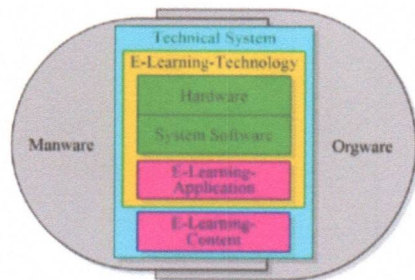 Technical System
E-Learning-Technology
Hardware
System Software
Manware
Orgware
E-Learning-
Application
E-Learning-
Content